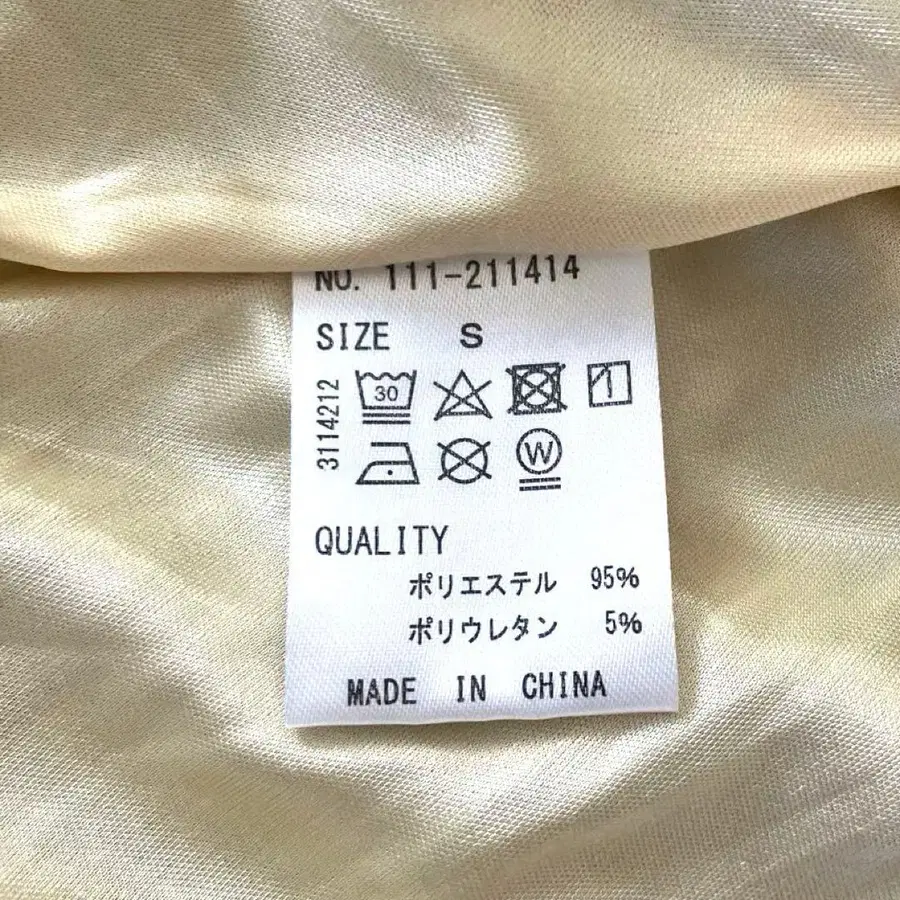 NO. 111-211414
SIZE S
3114212
30
W
QUALITY
ポリエステル 95%
ポリウレタン 5%
MADE IN CHINA